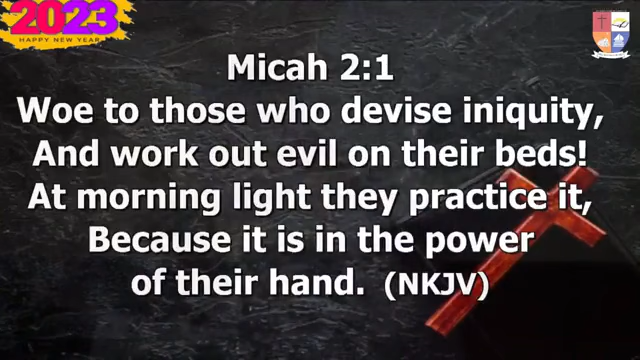 2023
HAPPY NEW YEAR
Micah 2:1
Woe to those who devise iniquity,
And work out evil on their beds!
At morning light they practice it,
Because it is in the power
of their hand. (NKJV)